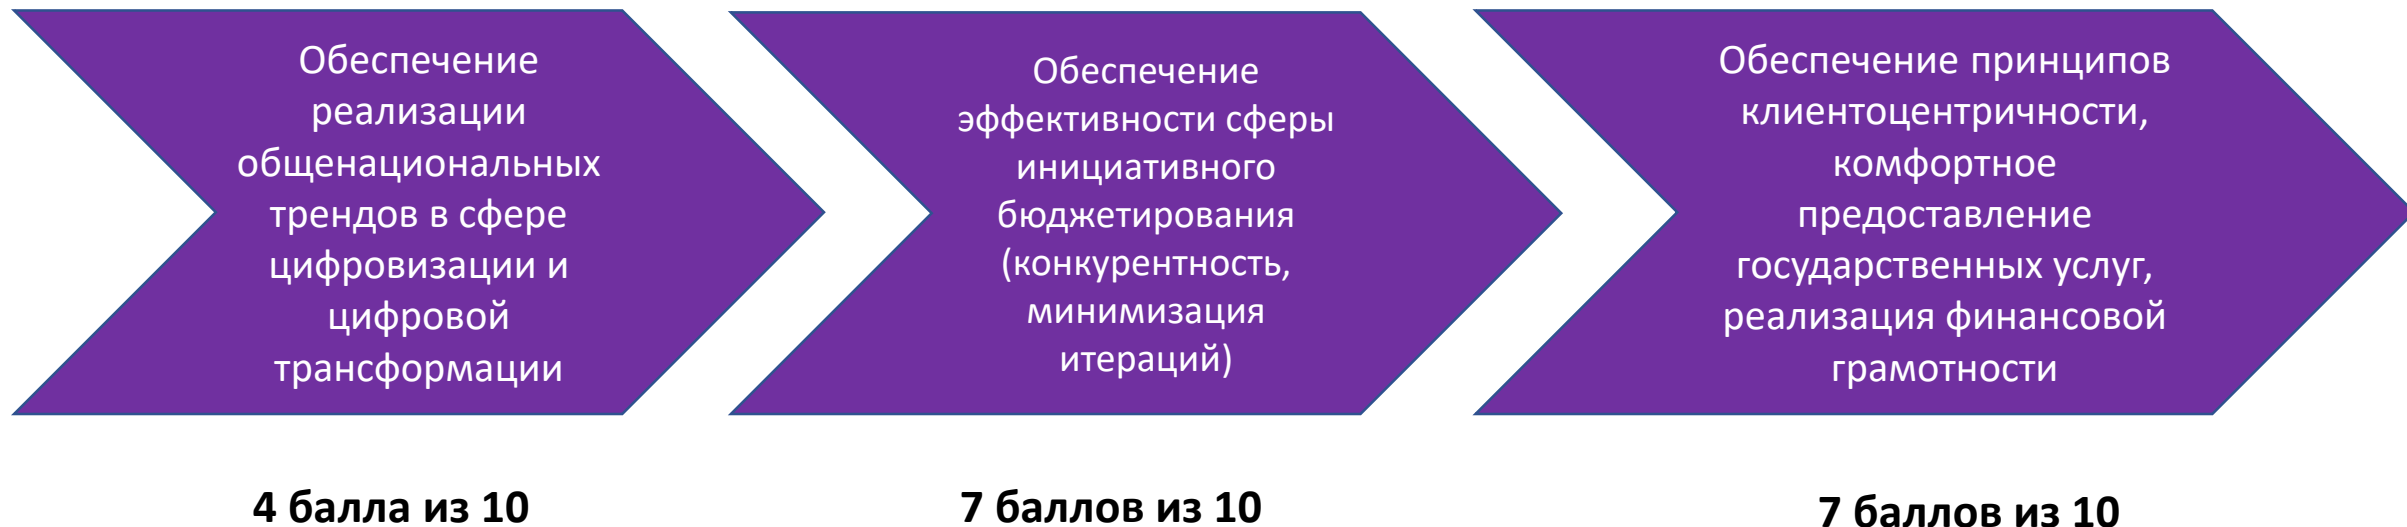 Обеспечение
реализации
общенациональных
трендов в сфере
цифровизации и
цифровой
трансформации
4 балла из 10
Обеспечение
эффективности сферы
инициативного
бюджетирования
(конкурентность,
минимизация
итераций)
7 баллов из 10
Обеспечение принципов
клиентоцентричности,
комфортное
предоставление
государственных услуг,
реализация финансовой
грамотности
7 баллов из 10